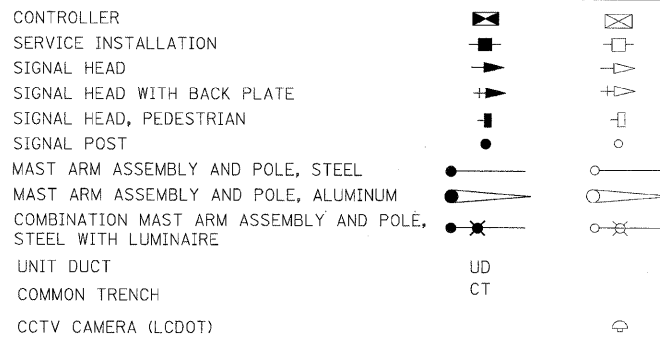 CONTROLLER
SERVICE INSTALLATION
SIGNAL HEAD
SIGNAL HEAD WITH BACK PLATE
SIGNAL HEAD, PEDESTRIAN
SIGNAL POST
MAST ARM ASSEMBLY AND POLE, STEEL
MAST ARM ASSEMBLY AND POLE, ALUMINUM
COMBINATION MAST ARM ASSEMBLY AND POLE,
STEEL WITH LUMINAIRE
UNIT DUCT UD
COMMON TRENCH CT
CCTV CAMERA (LCDOT)